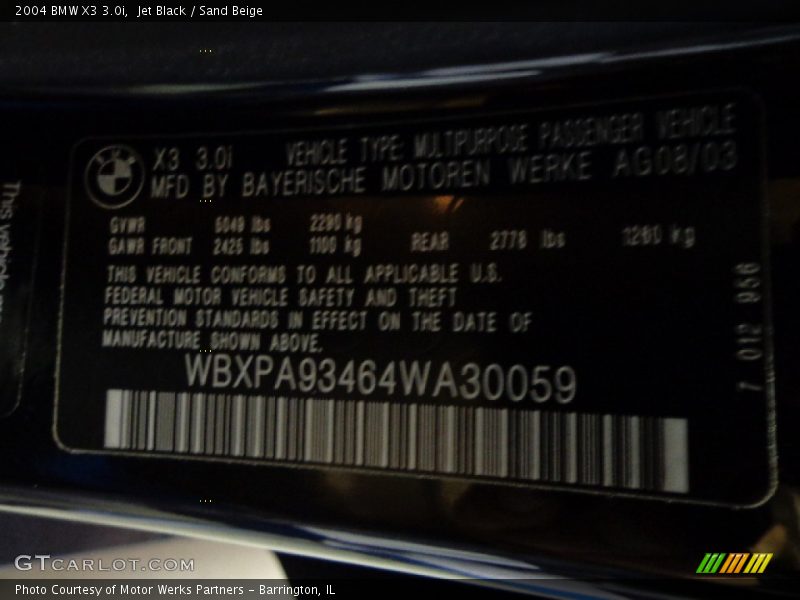 2004 BMW X3 3.0i,  Jet Black / Sand Beige
X3 3.0i VEHICLE TYPE MULTIPURPOSE PASSENGER VEHICLE
MFD BY BAYERISCHE MOTOREN WERKE AG 08/03
GVWR 5049 lbs 2290 kg
GAWR FRONT 2425 lbs 1100 kg REAR 2778 lbs 1260 kg
THIS VEHICLE CONFORMS TO ALL APPLICABLE U.S.
FEDERAL MOTOR VEHICLE SAFETY AND THEFT
PREVENTION STANDARDS IN EFFECT ON THE DATE OF
MANUFACTURE SHOWN ABOVE.
WBXPA93464WA30059
7 012 956
This vehicle
GTCARLOT.COM
Photo Courtesy of Motor Werks Partners – Barrington, IL